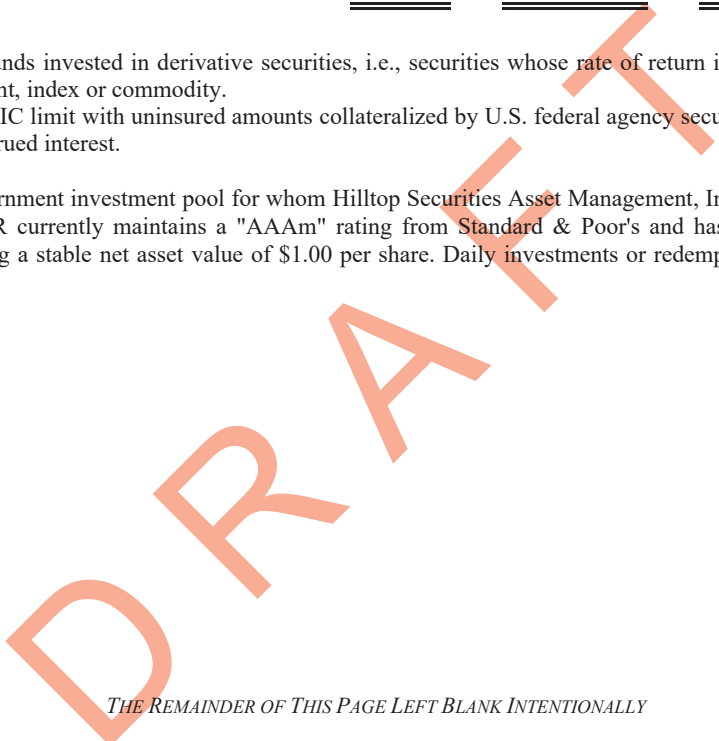 nds invested in derivative securities, i.e., securities whose rate of return i
nt, index or commodity.
IC limit with uninsured amounts collateralized by U.S. federal agency secu
rued interest.
ernment investment pool for whom Hilltop Securities Asset Management, In
R currently maintains a "AAAm" rating from Standard & Poor's and has
g a stable net asset value of $1.00 per share. Daily investments or redemp
DRAFT
THE REMAINDER OF THIS PAGE LEFT BLANK INTENTIONALLY